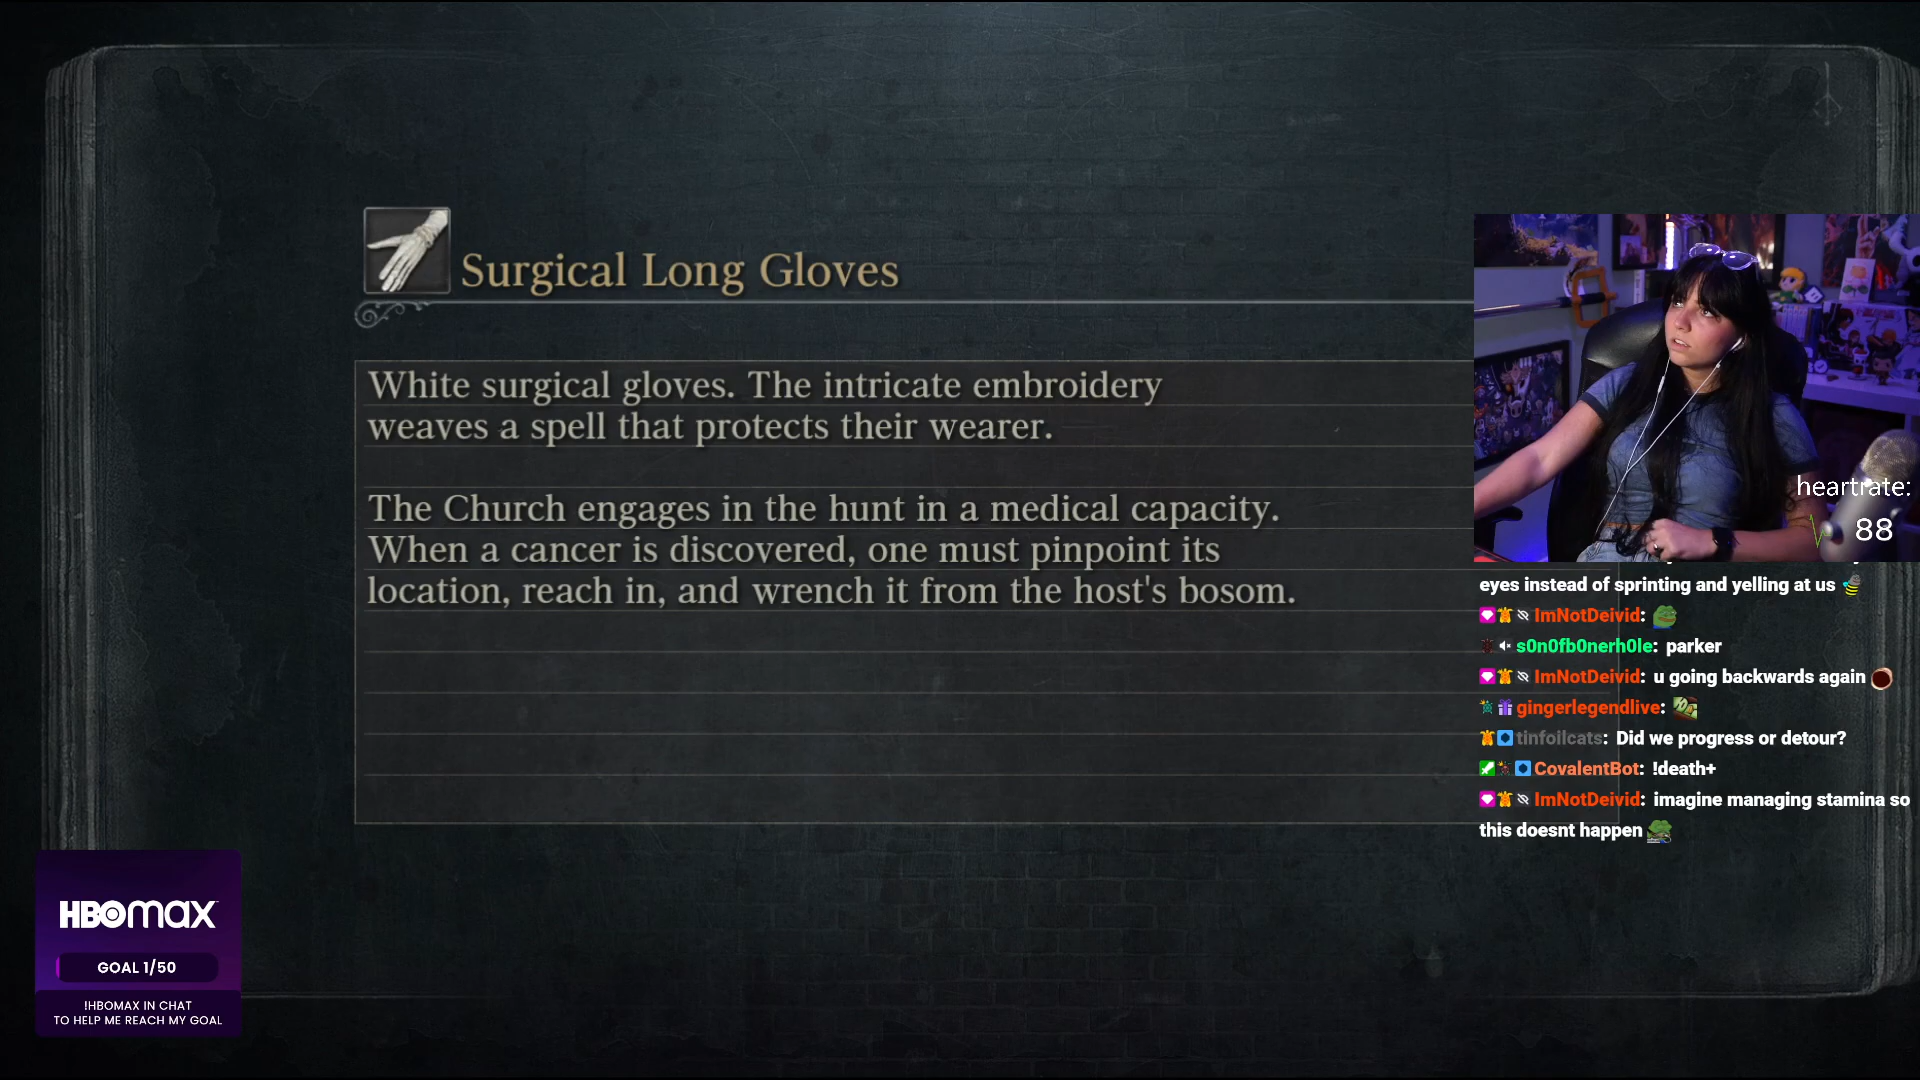 Surgical Long Gloves
White surgical gloves. The intricate embroidery
weaves a spell that protects their wearer.
The Church engages in the hunt in a medical capacity.
When a cancer is discovered, one must pinpoint its
location, reach in, and wrench it from the host's bosom.
heartrate:
88
eyes instead of sprinting and yelling at us
ImNotDeivid:
s0n0fb0nerh0le: parker
ImNotDeivid: u going backwards again
gingerlegendlive:
tinfoilcats: Did we progress or detour?
CovalentBot: !death+
ImNotDeivid: imagine managing stamina so
this doesnt happen
HBOMAX
GOAL 1/50
!HBOMAX IN CHAT
TO HELP ME REACH MY GOAL